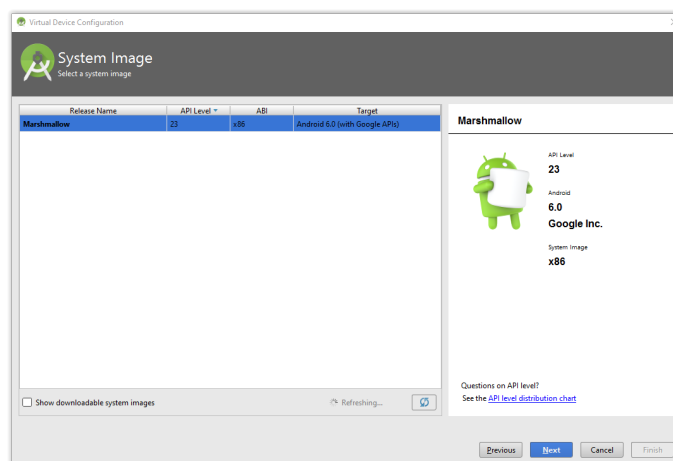 Virtual Device Configuration
System Image
Select a system image
Release Name API Level ABI Target
Marshmallow 23 x86 Android 6.0 (with Google APIs)
Marshmallow
API Level
23
Android
6.0
Google Inc.
System Image
x86
Questions on API level?
See the API level distribution chart
Show downloadable system images Refreshing...
Previous Next Cancel Finish